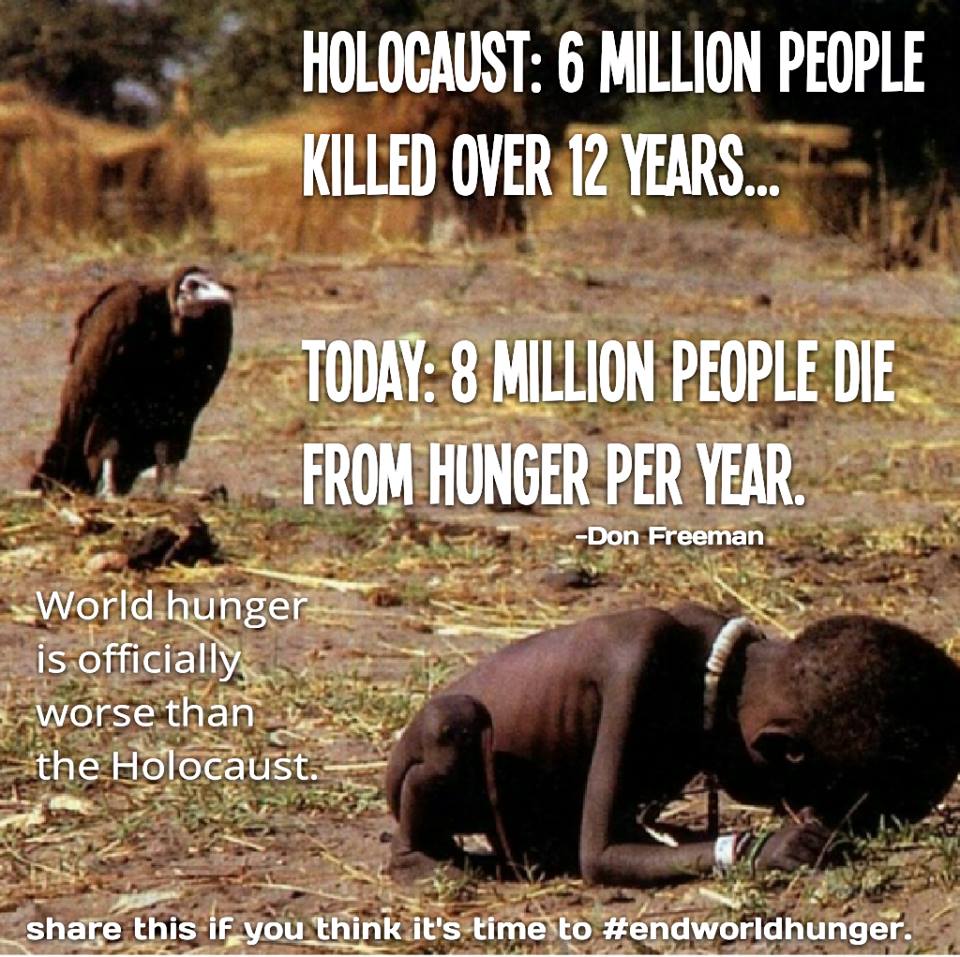 HOLOCAUST: 6 MILLION PEOPLE
KILLED OVER 12 YEARS...
TODAY: 8 MILLION PEOPLE DIE
FROM HUNGER PER YEAR.
-Don Freeman
World hunger
is officially
worse than
the Holocaust.
share this if you think it's time to #endworldhunger.